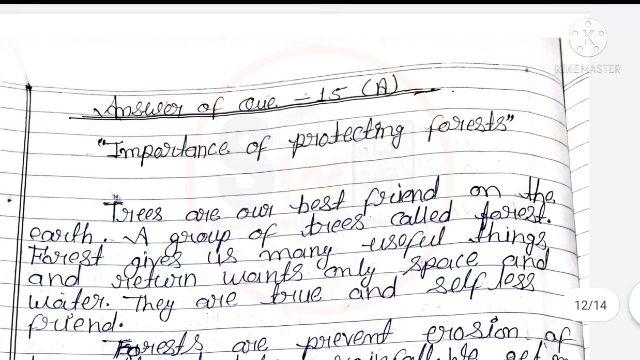 KINEMASTER
Answer of Que - 15 (A)
"Importance of protecting forests"
Trees are our best friend on the
earth. A group of trees called forest.
Forest gives us many useful things
and return wants only space and
water. They are true and selfless
friend.
12/14
Forests are prevent erosion of